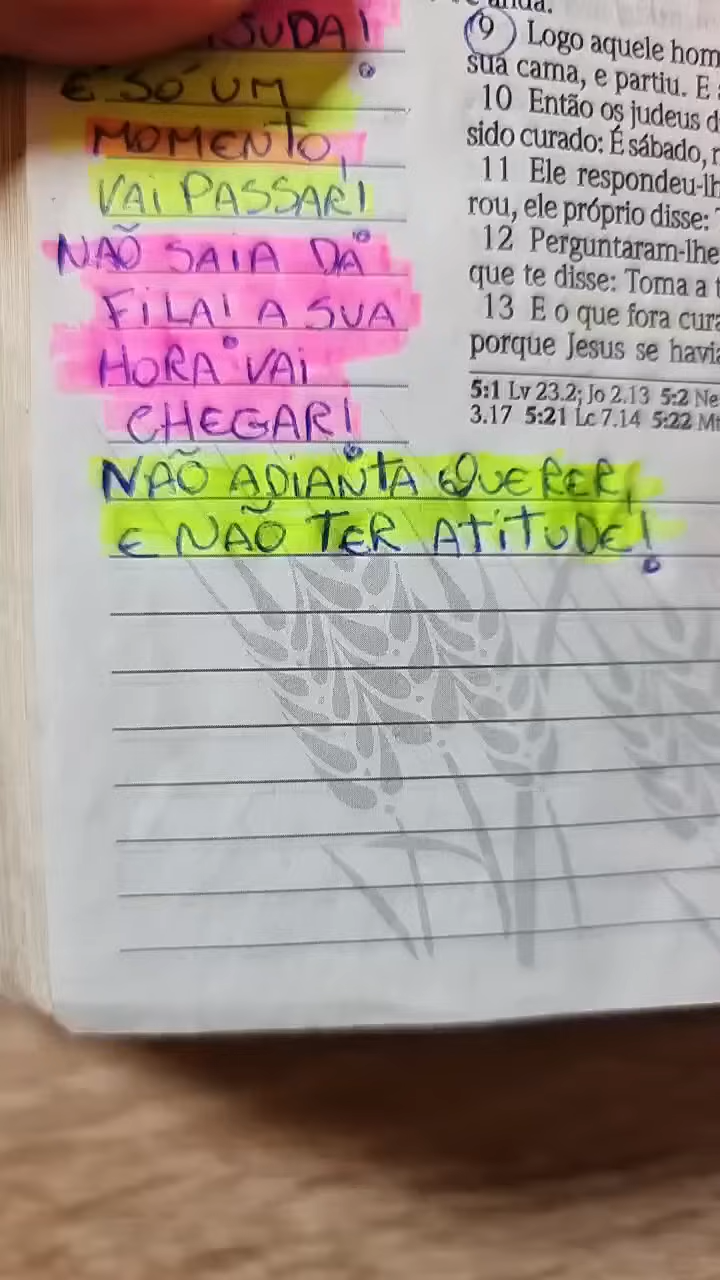 É SÓ UM
MOMENTO,
VAI PASSAR!
NÃO SAIA DA
FILA! A SUA
HORA VAI
CHEGAR!
NÃO ADIANTA QUERER,
E NÃO TER ATITUDE!
9 Logo aquele hom
sua cama, e partiu. E
10 Então os judeus d
sido curado: É sábado,
11 Ele respondeu-lh
rou, ele próprio disse:
12 Perguntaram-lhe
que te disse: Toma a
13 E o que fora cura
porque Jesus se havia
5:1 Lv 23.2; Jo 2.13 5:2 Ne
3.17 5:21 Lc 7.14 5:22 Mt